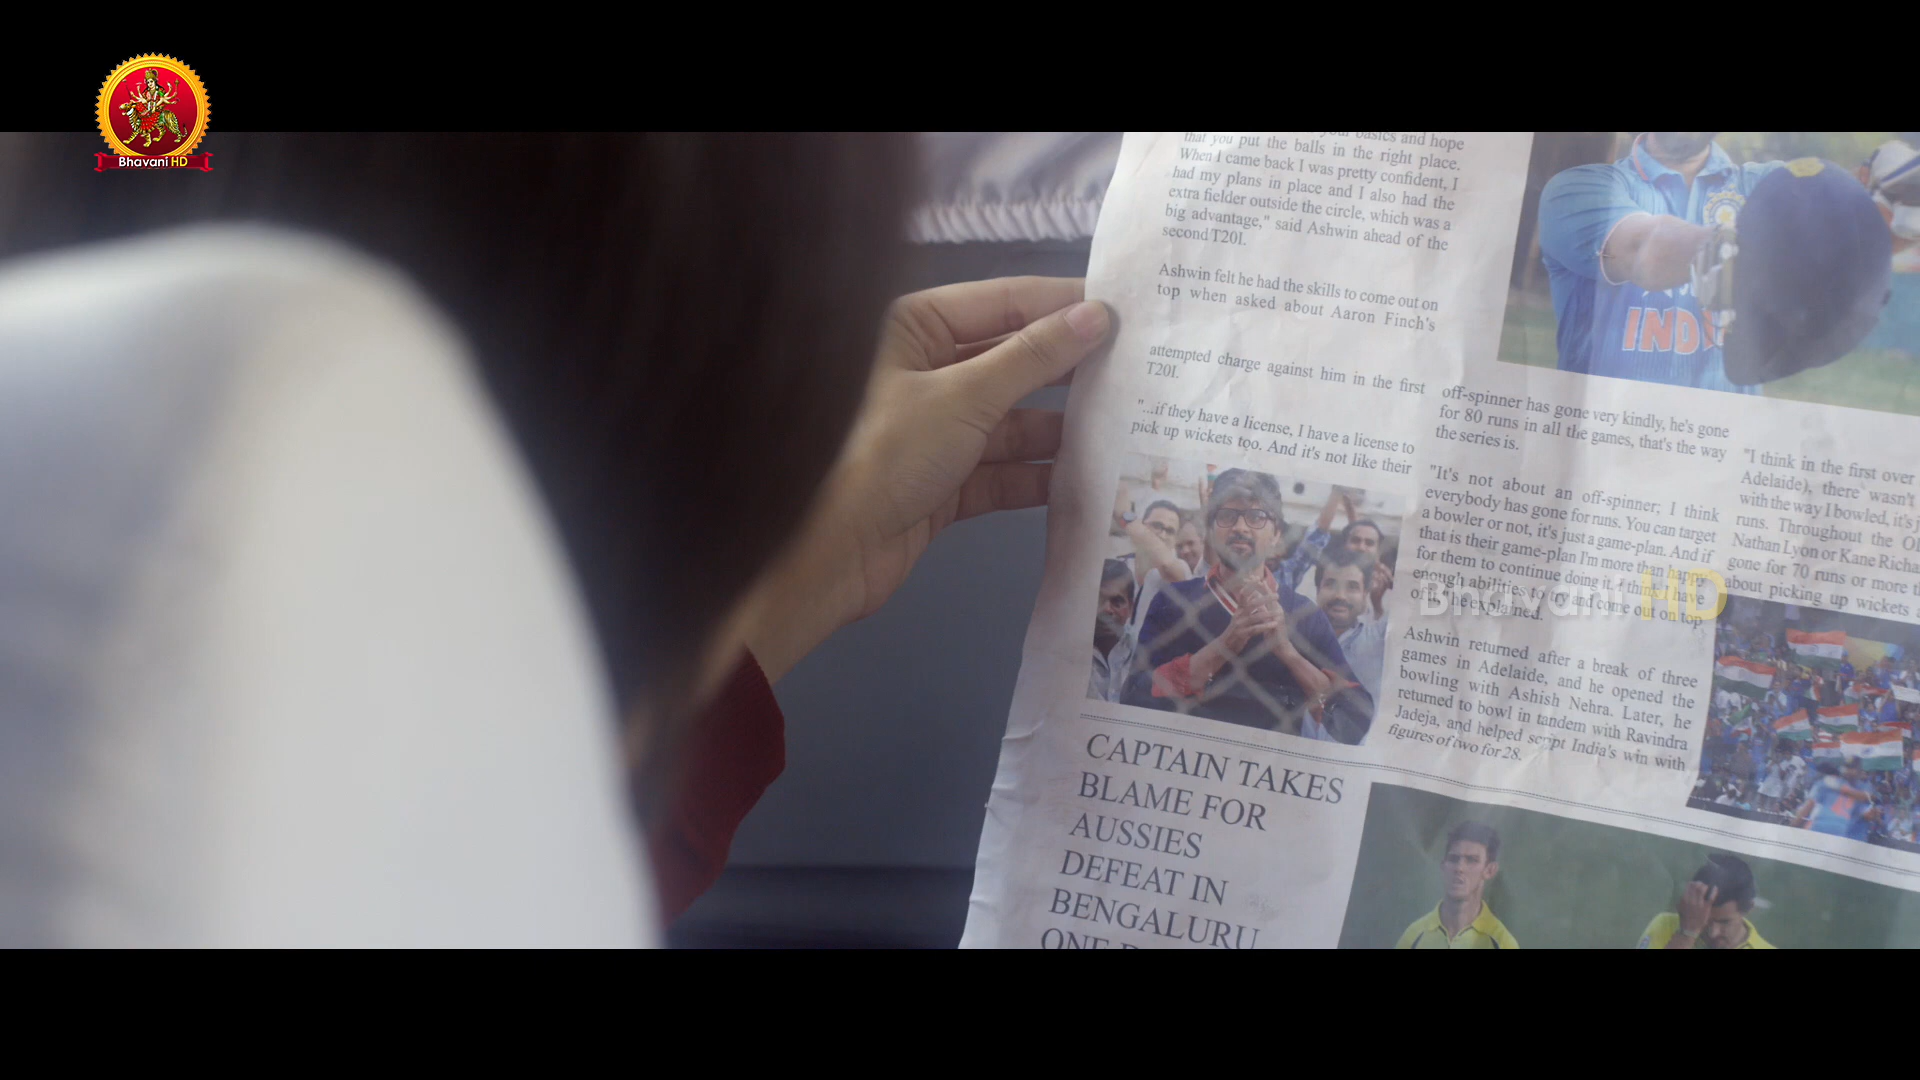 Bhavani HD
your basics and hope
that you put the balls in the right place.
When I came back I was pretty confident, I
had my plans in place and I also had the
extra fielder outside the circle, which was a
big advantage," said Ashwin ahead of the
second T20I.
Ashwin felt he had the skills to come out on
top when asked about Aaron Finch's
attempted charge against him in the first
T20I.
"...if they have a license, I have a license to
pick up wickets too. And it's not like their
off-spinner has gone very kindly, he's gone
for 80 runs in all the games, that's the way
the series is.
"It's not about an off-spinner; I think
everybody has gone for runs. You can target
a bowler or not, it's just a game-plan. And if
that is their game-plan I'm more than happy
for them to continue doing it. I think I have
enough abilities to try and come out on top
of it," he explained.
Ashwin returned after a break of three
games in Adelaide, and he opened the
bowling with Ashish Nehra. Later, he
returned to bowl in tandem with Ravindra
Jadeja, and helped script India's win with
figures of two for 28.
"I think in the first over
Adelaide), there wasn't
with the way I bowled, it's
runs. Throughout the
Nathan Lyon or Kane
gone for 70 runs or more
about picking up wickets
IND
Bhavani HD
CAPTAIN TAKES
BLAME FOR
AUSSIES
DEFEAT IN
BENGALURU